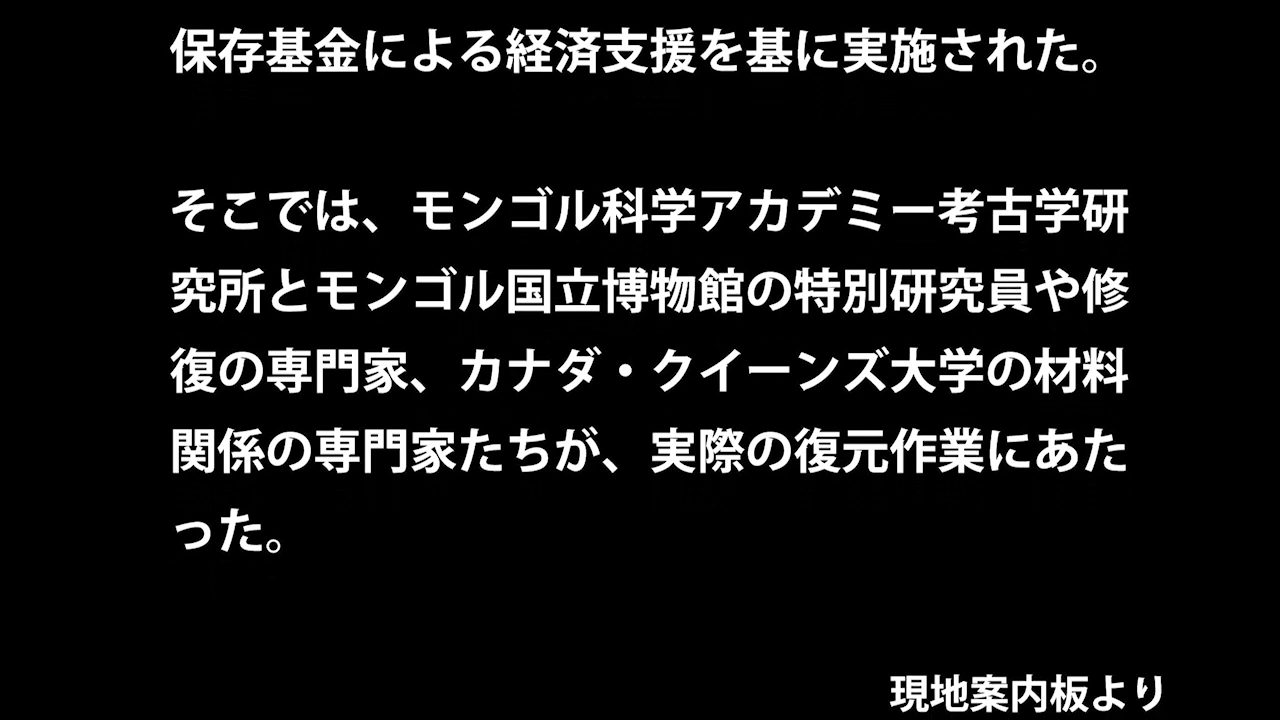 保存基金による経済支援を基に実施された。
そこでは、モンゴル科学アカデミー考古学研
究所とモンゴル国立博物館の特別研究員や修
復の専門家、カナダ・クイーンズ大学の材料
関係の専門家たちが、実際の復元作業にあた
った。
現地案内板より